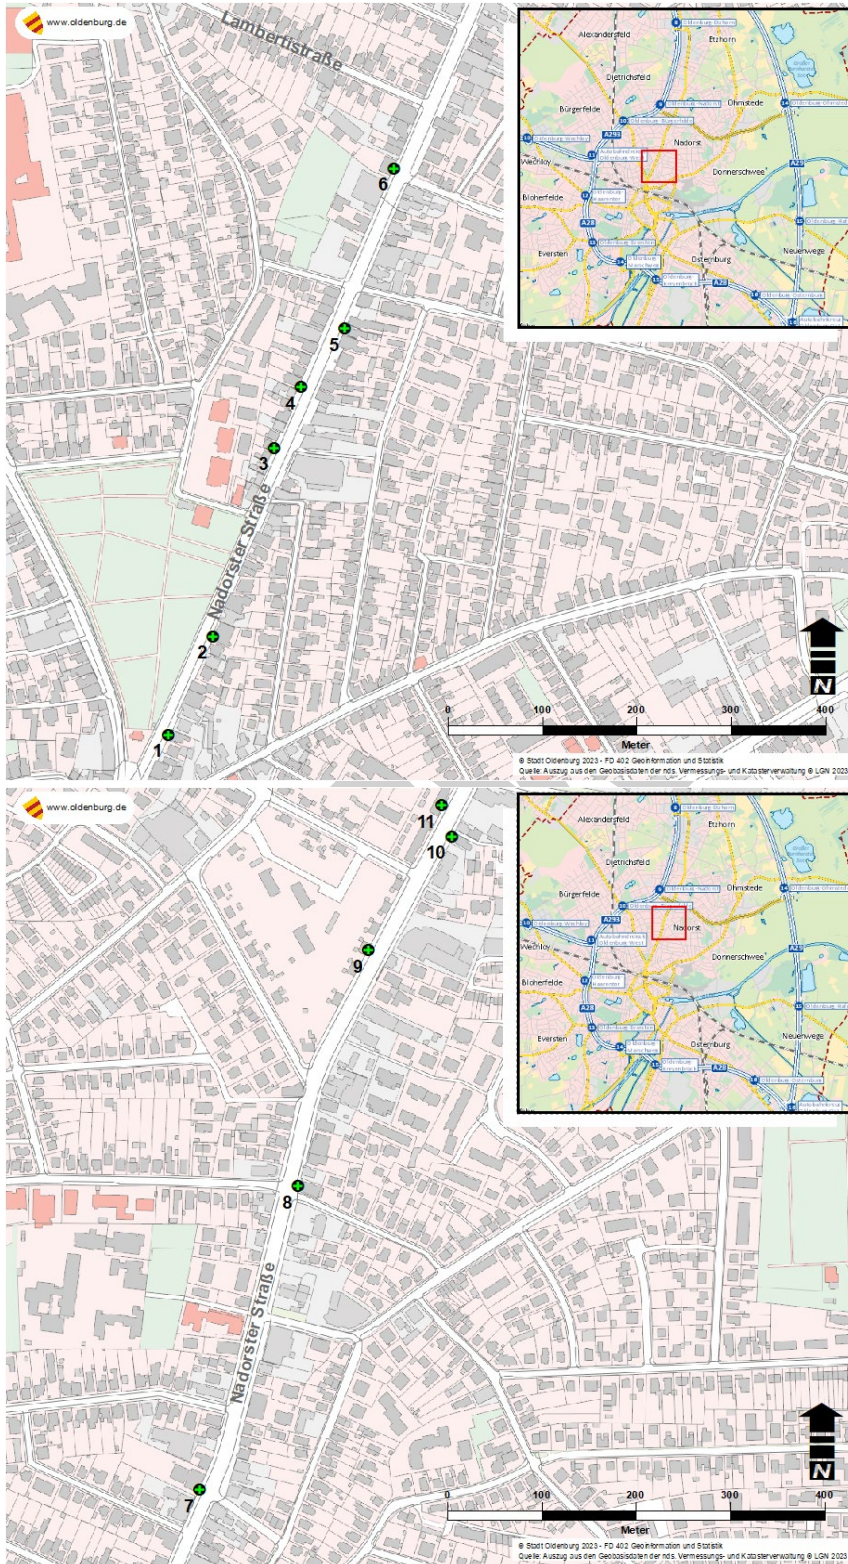 www.oldenburg.de
Lambertistraße
6
5
4
3
Nadorster Straße
2
1
Alexandersfeld
Etzhorn
Dietrichsfeld
Bürgerfelde
Ohmstede
A293
Nadorst
Wechloy
Donnerschwee
Bloherfelde
A28
Eversten
Osternburg
Neuenwege
A28
N
0 100 200 300 400
Meter
© Stadt Oldenburg 2023 - FD 402 Geoinformation und Statistik
Quelle: Auszug aus den Geobasisdaten der nds. Vermessungs- und Katasterverwaltung © LGN 2023
www.oldenburg.de
11
10
9
8
Nadorster Straße
7
Alexandersfeld
Etzhorn
Dietrichsfeld
Bürgerfelde
Ohmstede
A293
Nadorst
Wechloy
Donnerschwee
Bloherfelde
A28
Eversten
Osternburg
Neuenwege
A28
N
0 100 200 300 400
Meter
© Stadt Oldenburg 2023 - FD 402 Geoinformation und Statistik
Quelle: Auszug aus den Geobasisdaten der nds. Vermessungs- und Katasterverwaltung © LGN 2023